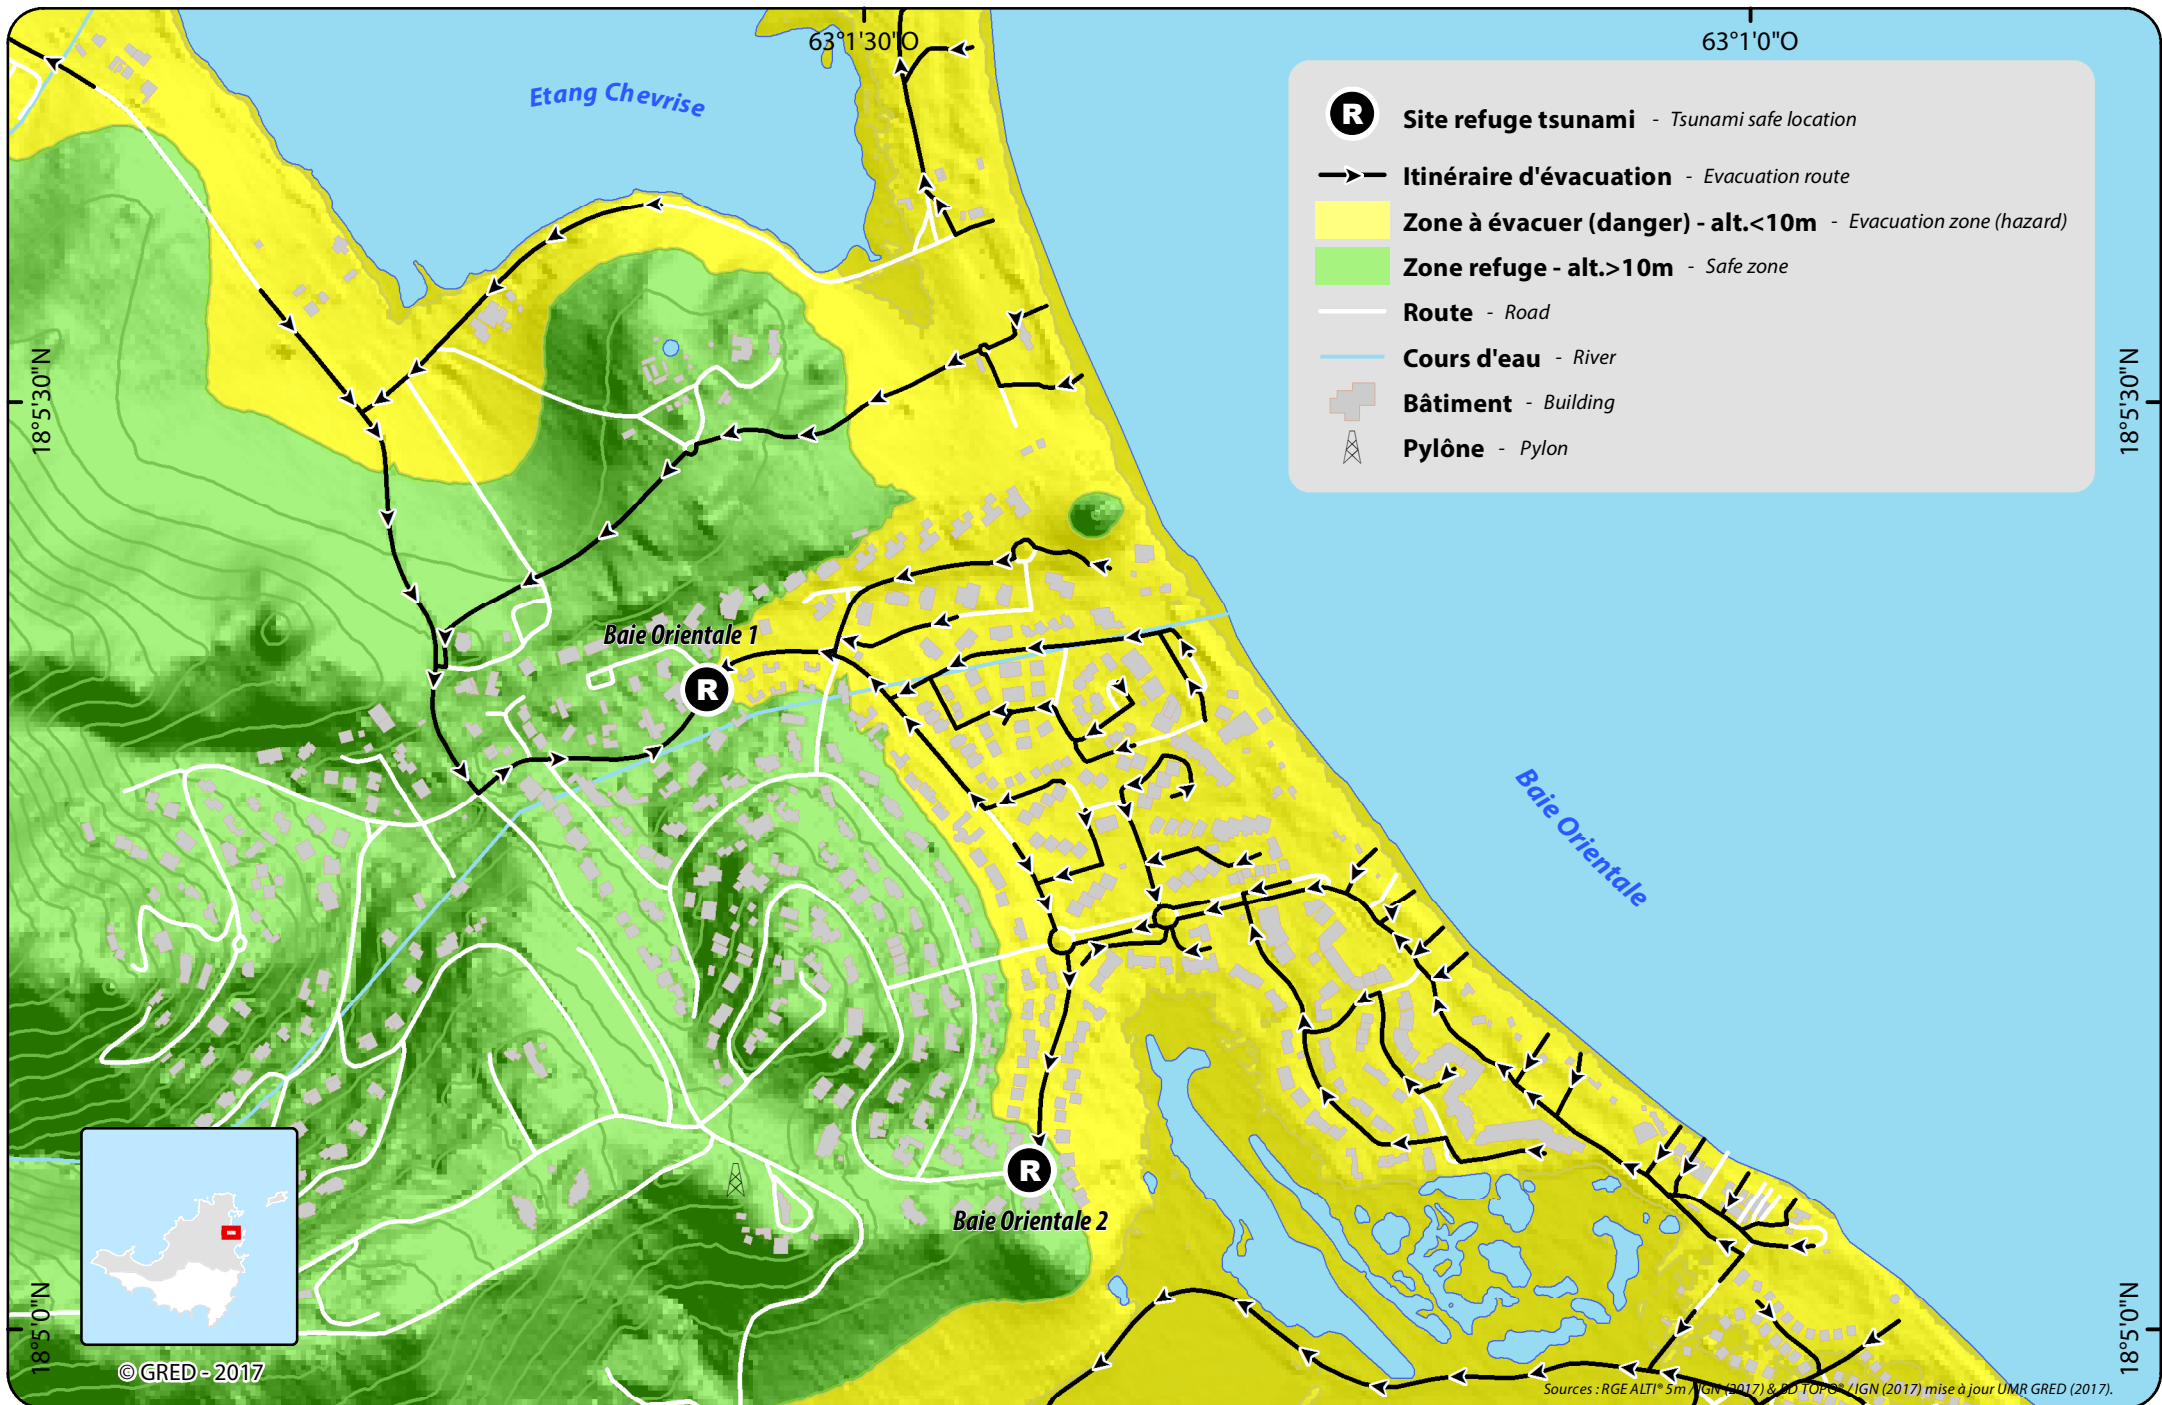 63°1'30"O
63°1'0"O
Etang Chevrise
R Site refuge tsunami - Tsunami safe location
Itinéraire d'évacuation - Evacuation route
Zone à évacuer (danger) - alt.<10m - Evacuation zone (hazard)
Zone refuge - alt.>10m - Safe zone
Route - Road
Cours d'eau - River
Bâtiment - Building
Pylône - Pylon
18°5'30"N
18°5'30"N
Baie Orientale 1
R
Baie Orientale
R
Baie Orientale 2
18°5'0"N
18°5'0"N
© GRED - 2017
Sources : RGE ALTI® 5m / IGN (2017) & BD TOPO® / IGN (2017) mise à jour UMR GRED (2017).